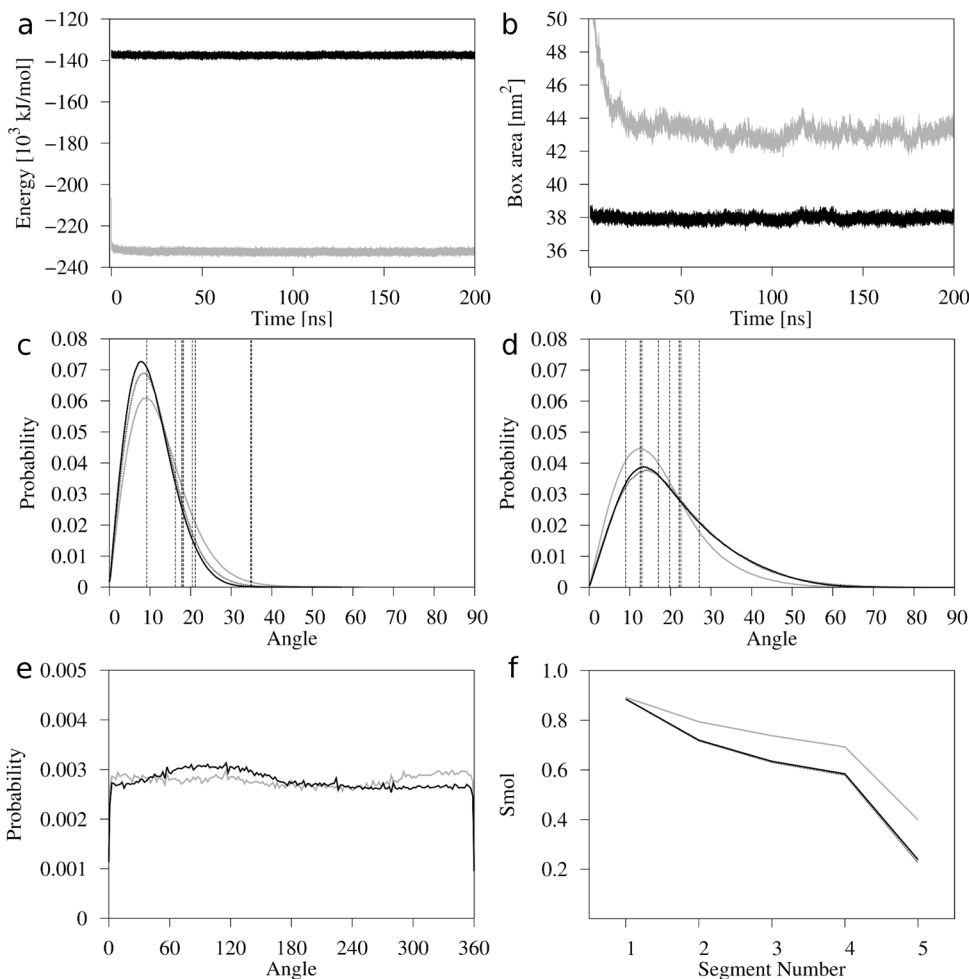 a
Energy [10³ kJ/mol]
−120
−140
−160
−180
−200
−220
−240
0 50 100 150 200
Time [ns]
b
Box area [nm²]
50
48
46
44
42
40
38
36
0 50 100 150 200
Time [ns]
c
Probability
0.08
0.07
0.06
0.05
0.04
0.03
0.02
0.01
0
0 10 20 30 40 50 60 70 80 90
Angle
d
Probability
0.08
0.07
0.06
0.05
0.04
0.03
0.02
0.01
0
0 10 20 30 40 50 60 70 80 90
Angle
e
Probability
0.005
0.004
0.003
0.002
0.001
0
0 60 120 180 240 300 360
Angle
f
Smol
1.0
0.8
0.6
0.4
0.2
1 2 3 4 5
Segment Number